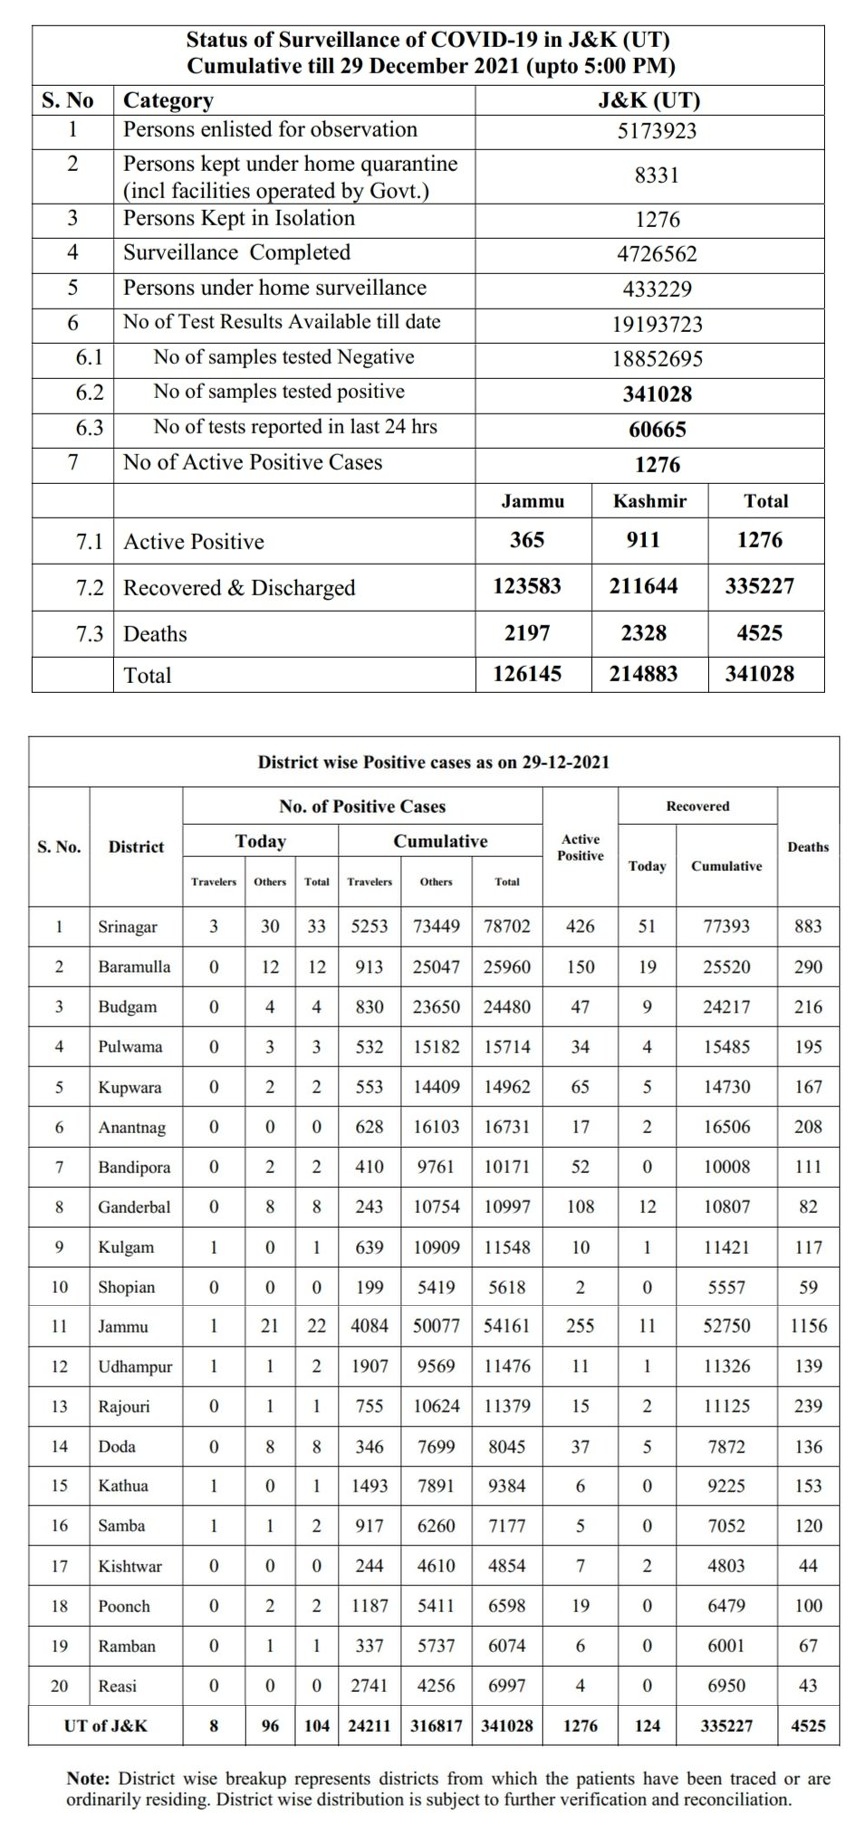 Status of Surveillance of COVID-19 in J&K (UT)
Cumulative till 29 December 2021 (upto 5:00 PM)
S. No Category J&K (UT)
1 Persons enlisted for observation 5173923
2 Persons kept under home quarantine
(incl facilities operated by Govt.) 8331
3 Persons Kept in Isolation 1276
4 Surveillance Completed 4726562
5 Persons under home surveillance 433229
6 No of Test Results Available till date 19193723
6.1 No of samples tested Negative 18852695
6.2 No of samples tested positive 341028
6.3 No of tests reported in last 24 hrs 60665
7 No of Active Positive Cases 1276
Jammu Kashmir Total
7.1 Active Positive 365 911 1276
7.2 Recovered & Discharged 123583 211644 335227
7.3 Deaths 2197 2328 4525
Total 126145 214883 341028
District wise Positive cases as on 29-12-2021
No. of Positive Cases Recovered
S. No. District Today Cumulative Active Positive Today Cumulative Deaths
Travelers Others Total Travelers Others Total
1 Srinagar 3 30 33 5253 73449 78702 426 51 77393 883
2 Baramulla 0 12 12 913 25047 25960 150 19 25520 290
3 Budgam 0 4 4 830 23650 24480 47 9 24217 216
4 Pulwama 0 3 3 532 15182 15714 34 4 15485 195
5 Kupwara 0 2 2 553 14409 14962 65 5 14730 167
6 Anantnag 0 0 0 628 16103 16731 17 2 16506 208
7 Bandipora 0 2 2 410 9761 10171 52 0 10008 111
8 Ganderbal 0 8 8 243 10754 10997 108 12 10807 82
9 Kulgam 1 0 1 639 10909 11548 10 1 11421 117
10 Shopian 0 0 0 199 5419 5618 2 0 5557 59
11 Jammu 1 21 22 4084 50077 54161 255 11 52750 1156
12 Udhampur 1 1 2 1907 9569 11476 11 1 11326 139
13 Rajouri 0 1 1 755 10624 11379 15 2 11125 239
14 Doda 0 8 8 346 7699 8045 37 5 7872 136
15 Kathua 1 0 1 1493 7891 9384 6 0 9225 153
16 Samba 1 1 2 917 6260 7177 5 0 7052 120
17 Kishtwar 0 0 0 244 4610 4854 7 2 4803 44
18 Poonch 0 2 2 1187 5411 6598 19 0 6479 100
19 Ramban 0 1 1 337 5737 6074 6 0 6001 67
20 Reasi 0 0 0 2741 4256 6997 4 0 6950 43
UT of J&K 8 96 104 24211 316817 341028 1276 124 335227 4525
Note: District wise breakup represents districts from which the patients have been traced or are
ordinarily residing. District wise distribution is subject to further verification and reconciliation.